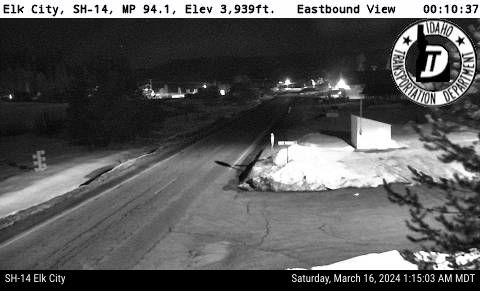 Elk City, SH-14, MP 94.1, Elev 3,939ft. Eastbound View 00:10:37
IDAHO
TRANSPORTATION DEPARTMENT
SH-14 Elk City Saturday, March 16, 2024 1:15:03 AM MDT